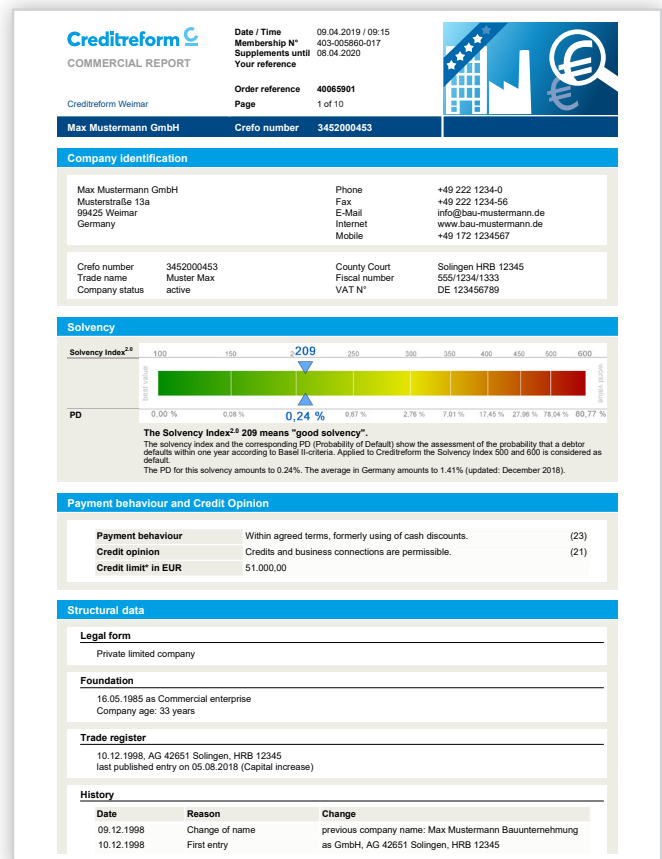 Creditreform
COMMERCIAL REPORT
Creditreform Weimar
Date / Time 09.04.2019 / 09:15
Membership N° 403-005860-017
Supplements until 08.04.2020
Your reference
Order reference 40065901
Page 1 of 10
Max Mustermann GmbH Crefo number 3452000453
Company identification
Max Mustermann GmbH Phone +49 222 1234-0
Musterstraße 13a Fax +49 222 1234-56
99425 Weimar E-Mail info@bau-mustermann.de
Germany Internet www.bau-mustermann.de
Mobile +49 172 1234567
Crefo number 3452000453 County Court Solingen HRB 12345
Trade name Muster Max Fiscal number 555/1234/1333
Company status active VAT N° DE 123456789
Solvency
Solvency Index2.0 100 150 209 250 300 350 400 450 500 600
best value worst value
PD 0,00 % 0,08 % 0,24 % 0,67 % 2,76 % 7,01 % 17,45 % 27,96 % 78,04 % 80,77 %
The Solvency Index2.0 209 means "good solvency".
The solvency index and the corresponding PD (Probability of Default) show the assessment of the probability that a debtor
defaults within one year according to Basel II-criteria. Applied to Creditreform the Solvency Index 500 and 600 is considered as
default.
The PD for this solvency amounts to 0.24%. The average in Germany amounts to 1.41% (updated: December 2018).
Payment behaviour and Credit Opinion
Payment behaviour Within agreed terms, formerly using of cash discounts. (23)
Credit opinion Credits and business connections are permissible. (21)
Credit limit* in EUR 51.000,00
Structural data
Legal form
Private limited company
Foundation
16.05.1985 as Commercial enterprise
Company age: 33 years
Trade register
10.12.1998, AG 42651 Solingen, HRB 12345
last published entry on 05.08.2018 (Capital increase)
History
Date Reason Change
09.12.1998 Change of name previous company name: Max Mustermann Bauunternehmung
10.12.1998 First entry as GmbH, AG 42651 Solingen, HRB 12345